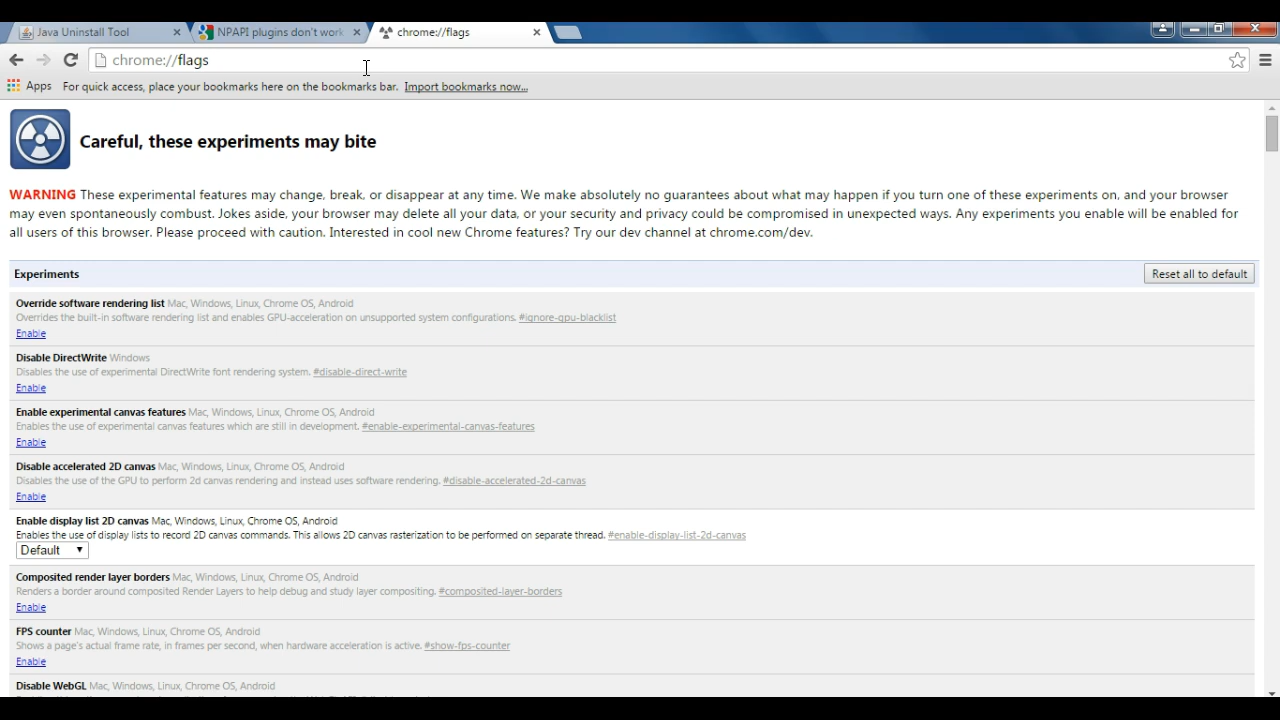 Java Uninstall Tool
NPAPI plugins don't work
chrome://flags
chrome://flags
Apps For quick access, place your bookmarks here on the bookmarks bar. Import bookmarks now...
Careful, these experiments may bite
WARNING These experimental features may change, break, or disappear at any time. We make absolutely no guarantees about what may happen if you turn one of these experiments on, and your browser
may even spontaneously combust. Jokes aside, your browser may delete all your data, or your security and privacy could be compromised in unexpected ways. Any experiments you enable will be enabled for
all users of this browser. Please proceed with caution. Interested in cool new Chrome features? Try our dev channel at chrome.com/dev.
Experiments
Reset all to default
Override software rendering list Mac, Windows, Linux, Chrome OS, Android
Overrides the built-in software rendering list and enables GPU-acceleration on unsupported system configurations. #ignore-gpu-blacklist
Enable
Disable DirectWrite Windows
Disables the use of experimental DirectWrite font rendering system. #disable-direct-write
Enable
Enable experimental canvas features Mac, Windows, Linux, Chrome OS, Android
Enables the use of experimental canvas features which are still in development. #enable-experimental-canvas-features
Enable
Disable accelerated 2D canvas Mac, Windows, Linux, Chrome OS, Android
Disables the use of the GPU to perform 2d canvas rendering and instead uses software rendering. #disable-accelerated-2d-canvas
Enable
Enable display list 2D canvas Mac, Windows, Linux, Chrome OS, Android
Enables the use of display lists to record 2D canvas commands. This allows 2D canvas rasterization to be performed on separate thread. #enable-display-list-2d-canvas
Default
Composited render layer borders Mac, Windows, Linux, Chrome OS, Android
Renders a border around composited Render Layers to help debug and study layer compositing. #composited-layer-borders
Enable
FPS counter Mac, Windows, Linux, Chrome OS, Android
Shows a page's actual frame rate, in frames per second, when hardware acceleration is active. #show-fps-counter
Enable
Disable WebGL Mac, Windows, Linux, Chrome OS, Android